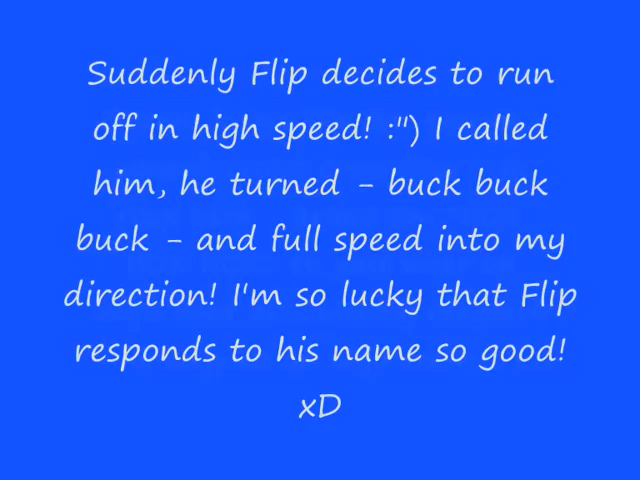 Suddenly Flip decides to run
off in high speed! :") I called
him, he turned - buck buck
buck - and full speed into my
direction! I'm so lucky that Flip
responds to his name so good!
xD